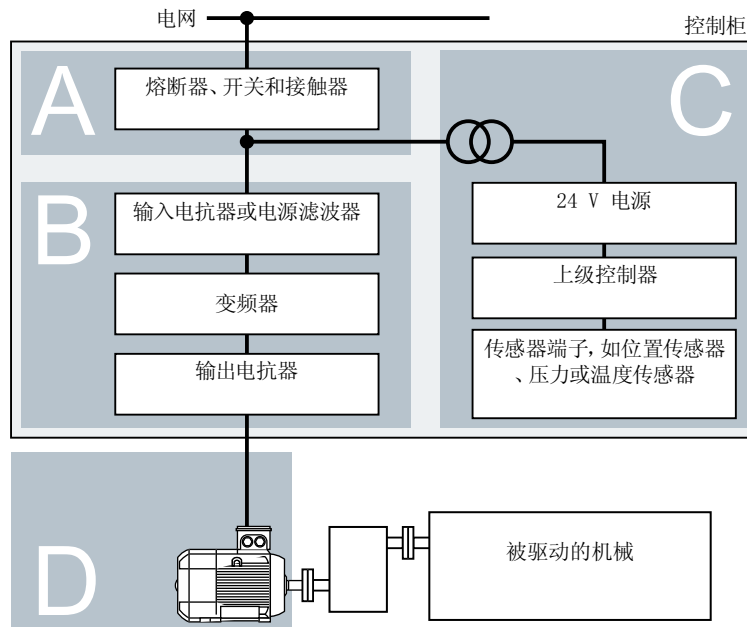 电网
控制柜
A
熔断器、开关和接触器
C
B
输入电抗器或电源滤波器
变频器
输出电抗器
24 V 电源
上级控制器
传感器端子，如位置传感器
、压力或温度传感器
D
被驱动的机械